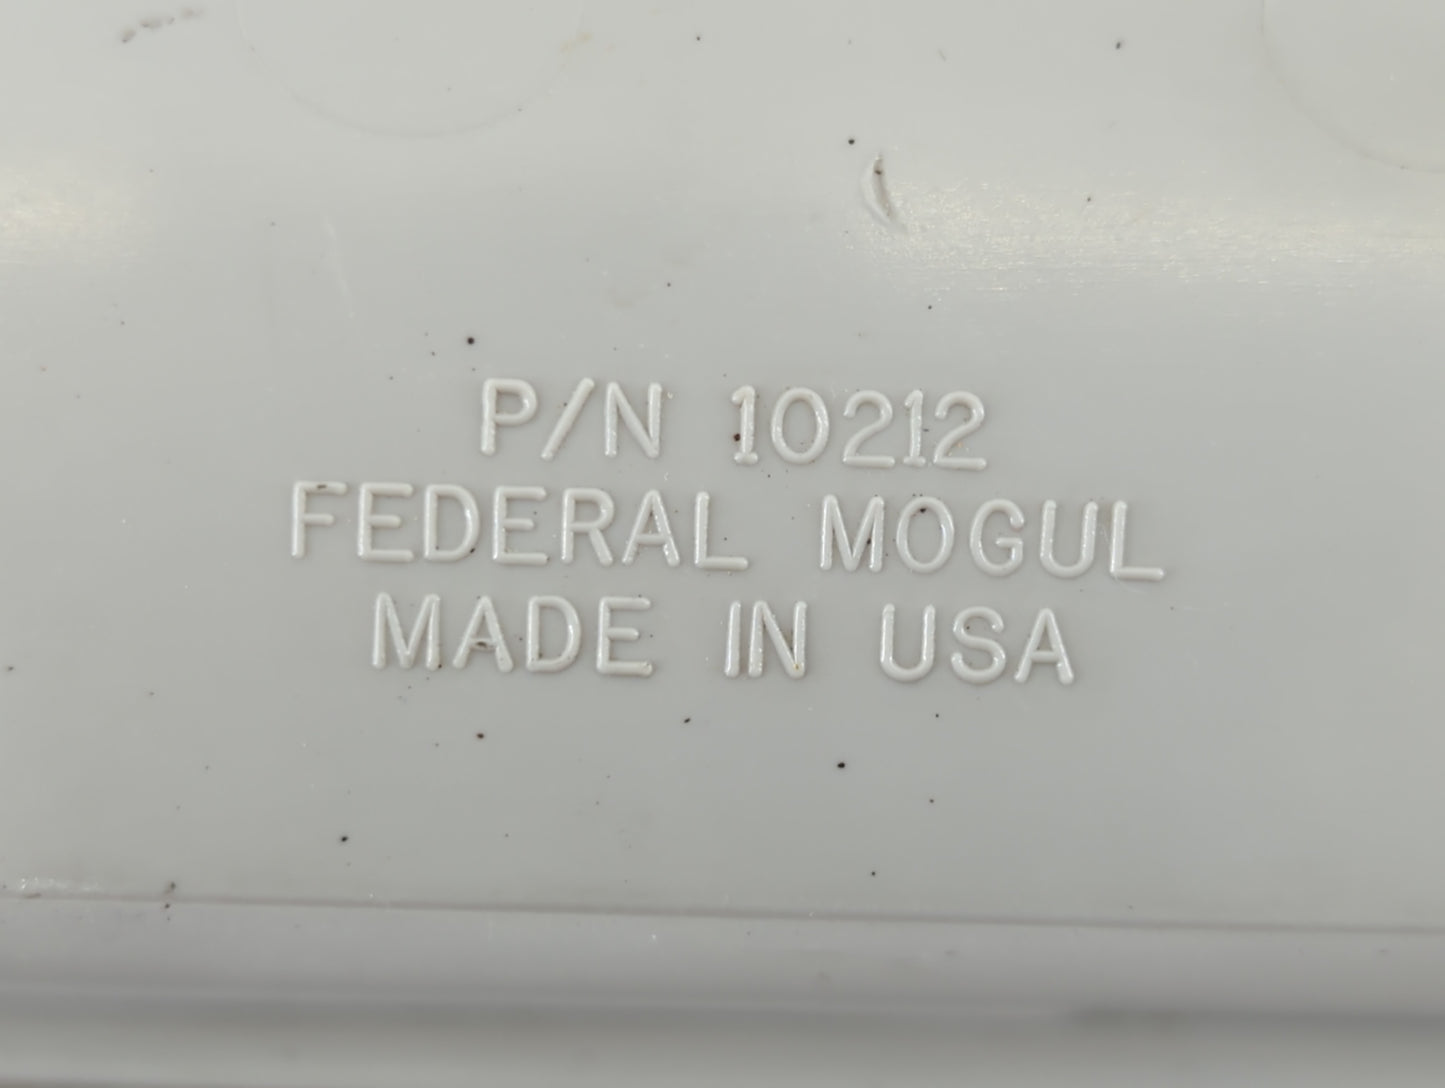 P/N 10212
FEDERAL MOGUL
MADE IN USA